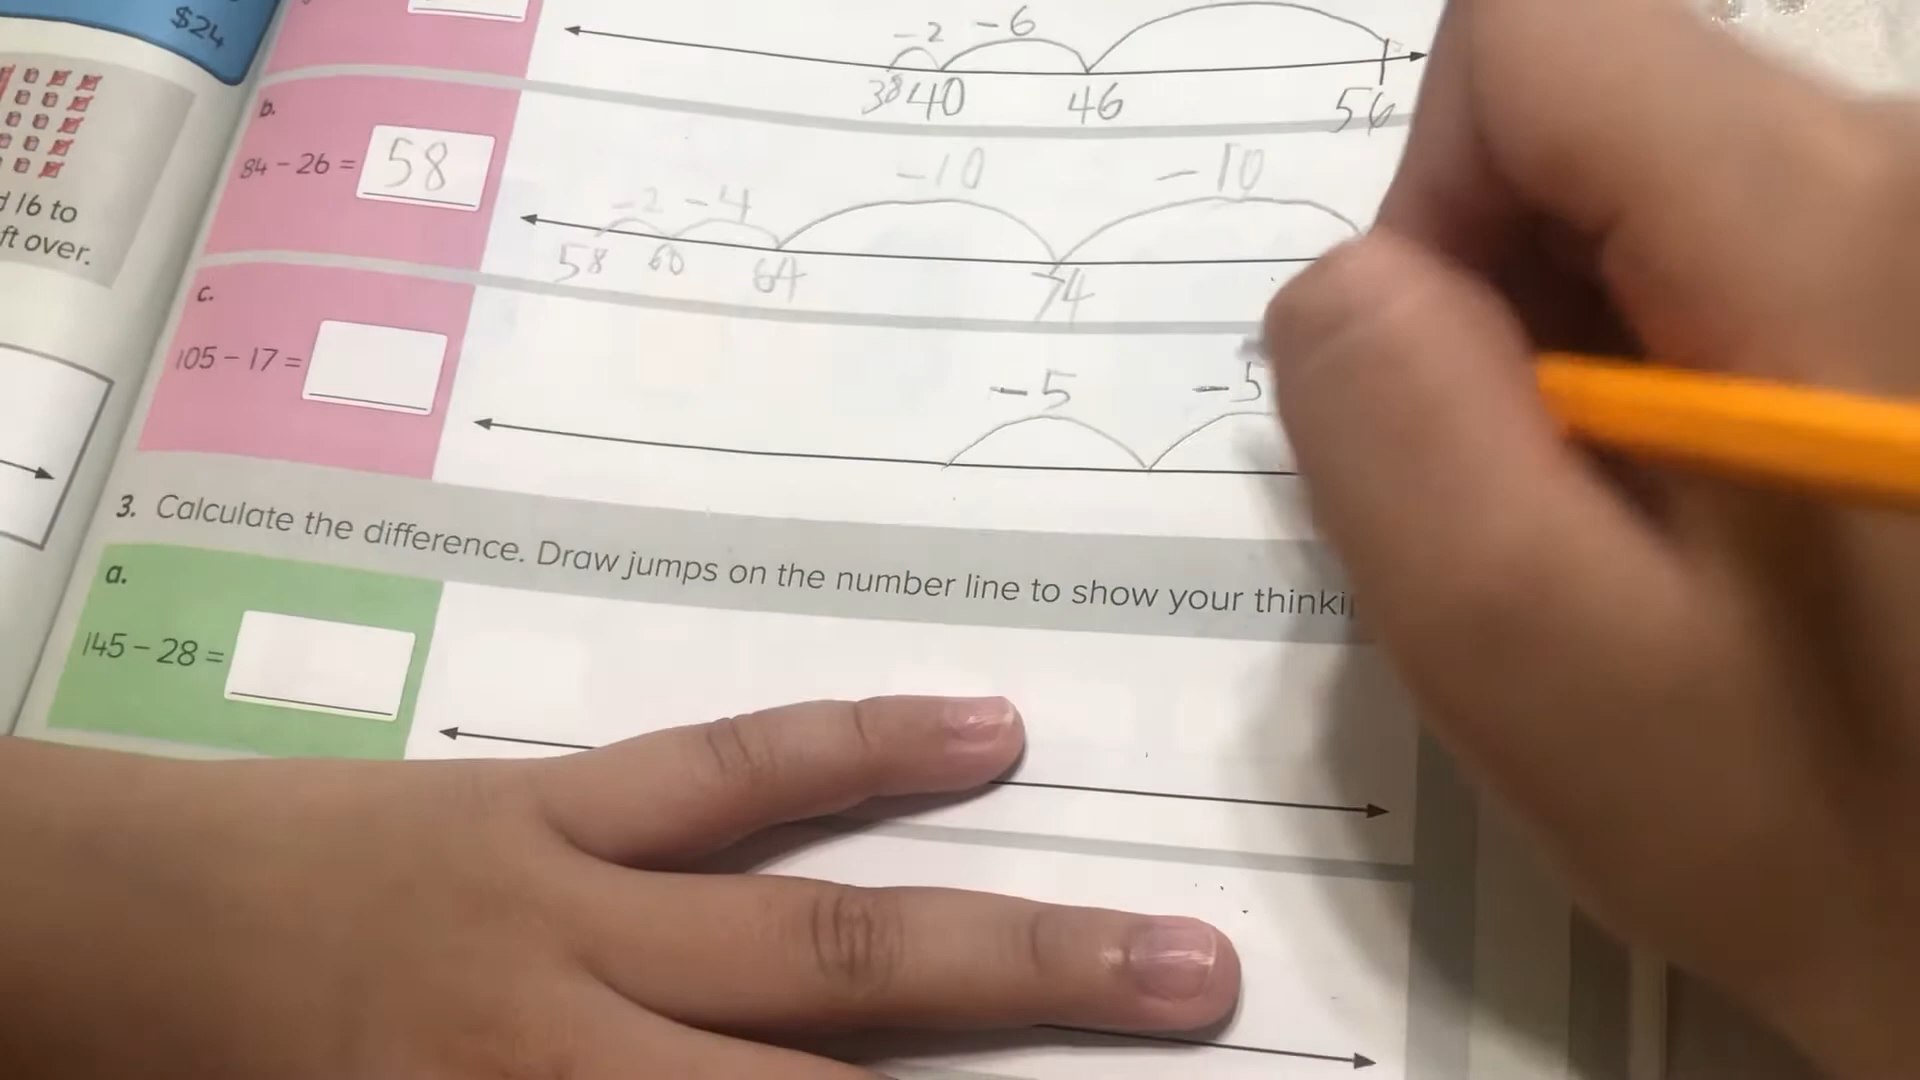 $24
16 to
ft over.
-2 -6
38 40 46 56
b.
84 - 26 = 58
-2 -4 -10 -10
58 60 64 74
c.
105 - 17 =
-5 -5
3. Calculate the difference. Draw jumps on the number line to show your thinki
a.
145 - 28 =